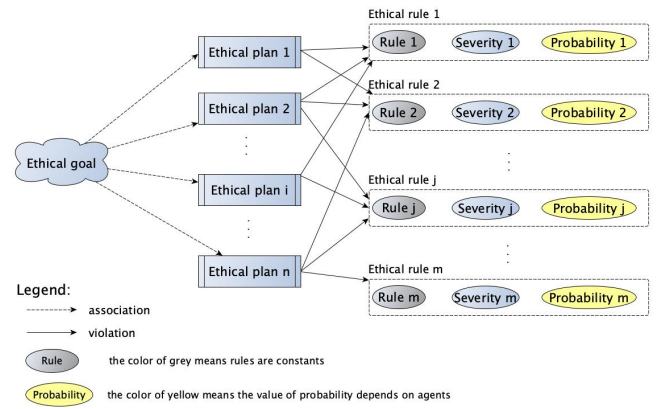 Ethical rule 1
Ethical plan 1
Rule 1 Severity 1 Probability 1
Ethical rule 2
Ethical plan 2
Rule 2 Severity 2 Probability 2
Ethical goal
Ethical rule j
Ethical plan i
Rule j Severity j Probability j
Ethical plan n
Ethical rule m
Rule m Severity m Probability m
Legend:
association
violation
Rule the color of grey means rules are constants
Probability the color of yellow means the value of probability depends on agents